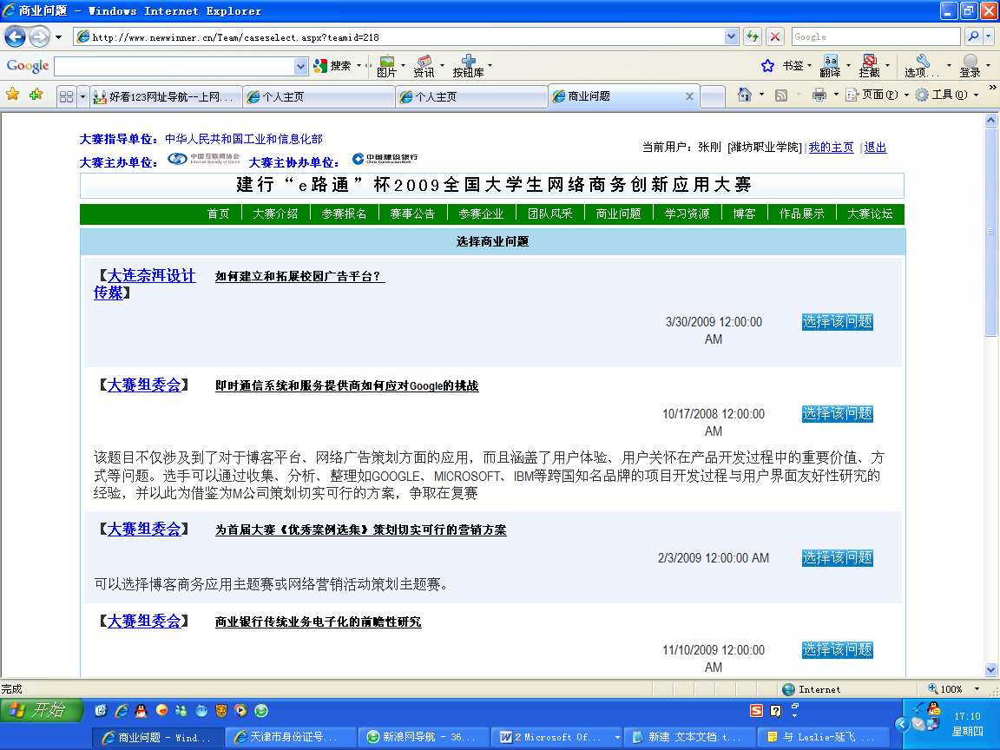 商业问题 - Windows Internet Explorer
http://www.newwinner.cn/Team/caseselect.aspx?teamid=218
Google
Google 搜索 图片 资讯 按钮库 书签 翻译 拦截 选项... 登录
好看123网址导航--上网... 个人主页 个人主页 商业问题 页面(P) 工具(O)
大赛指导单位：中华人民共和国工业和信息化部
当前用户：张刚 [潍坊职业学院] |我的主页 |退出
大赛主办单位： 中国互联网协会 Internet Society of China 大赛主协办单位： 中国建设银行 China Construction Bank
建行“e路通”杯2009全国大学生网络商务创新应用大赛
首页 大赛介绍 参赛报名 赛事公告 参赛企业 团队风采 商业问题 学习资源 博客 作品展示 大赛论坛
选择商业问题
【大连奈洱设计传媒】 如何建立和拓展校园广告平台？
3/30/2009 12:00:00 AM 选择该问题
【大赛组委会】 即时通信系统和服务提供商如何应对Google的挑战
10/17/2008 12:00:00 AM 选择该问题
该题目不仅涉及到了对于博客平台、网络广告策划方面的应用，而且涵盖了用户体验、用户关怀在产品开发过程中的重要价值、方
式等问题。选手可以通过收集、分析、整理如GOOGLE、MICROSOFT、IBM等跨国知名品牌的项目开发过程与用户界面友好性研究的
经验，并以此为借鉴为M公司策划切实可行的方案，争取在复赛
【大赛组委会】 为首届大赛《优秀案例选集》策划切实可行的营销方案
2/3/2009 12:00:00 AM 选择该问题
可以选择博客商务应用主题赛或网络营销活动策划主题赛。
【大赛组委会】 商业银行传统业务电子化的前瞻性研究
11/10/2009 12:00:00 AM 选择该问题
完成 Internet 100%
开始 17:10
星期四
商业问题 - Wind... 天津市身份证号... 新浪网导航 - 36... 2 Microsoft Of... 新建 文本文档.t... 与 Leslie-延飞 ...